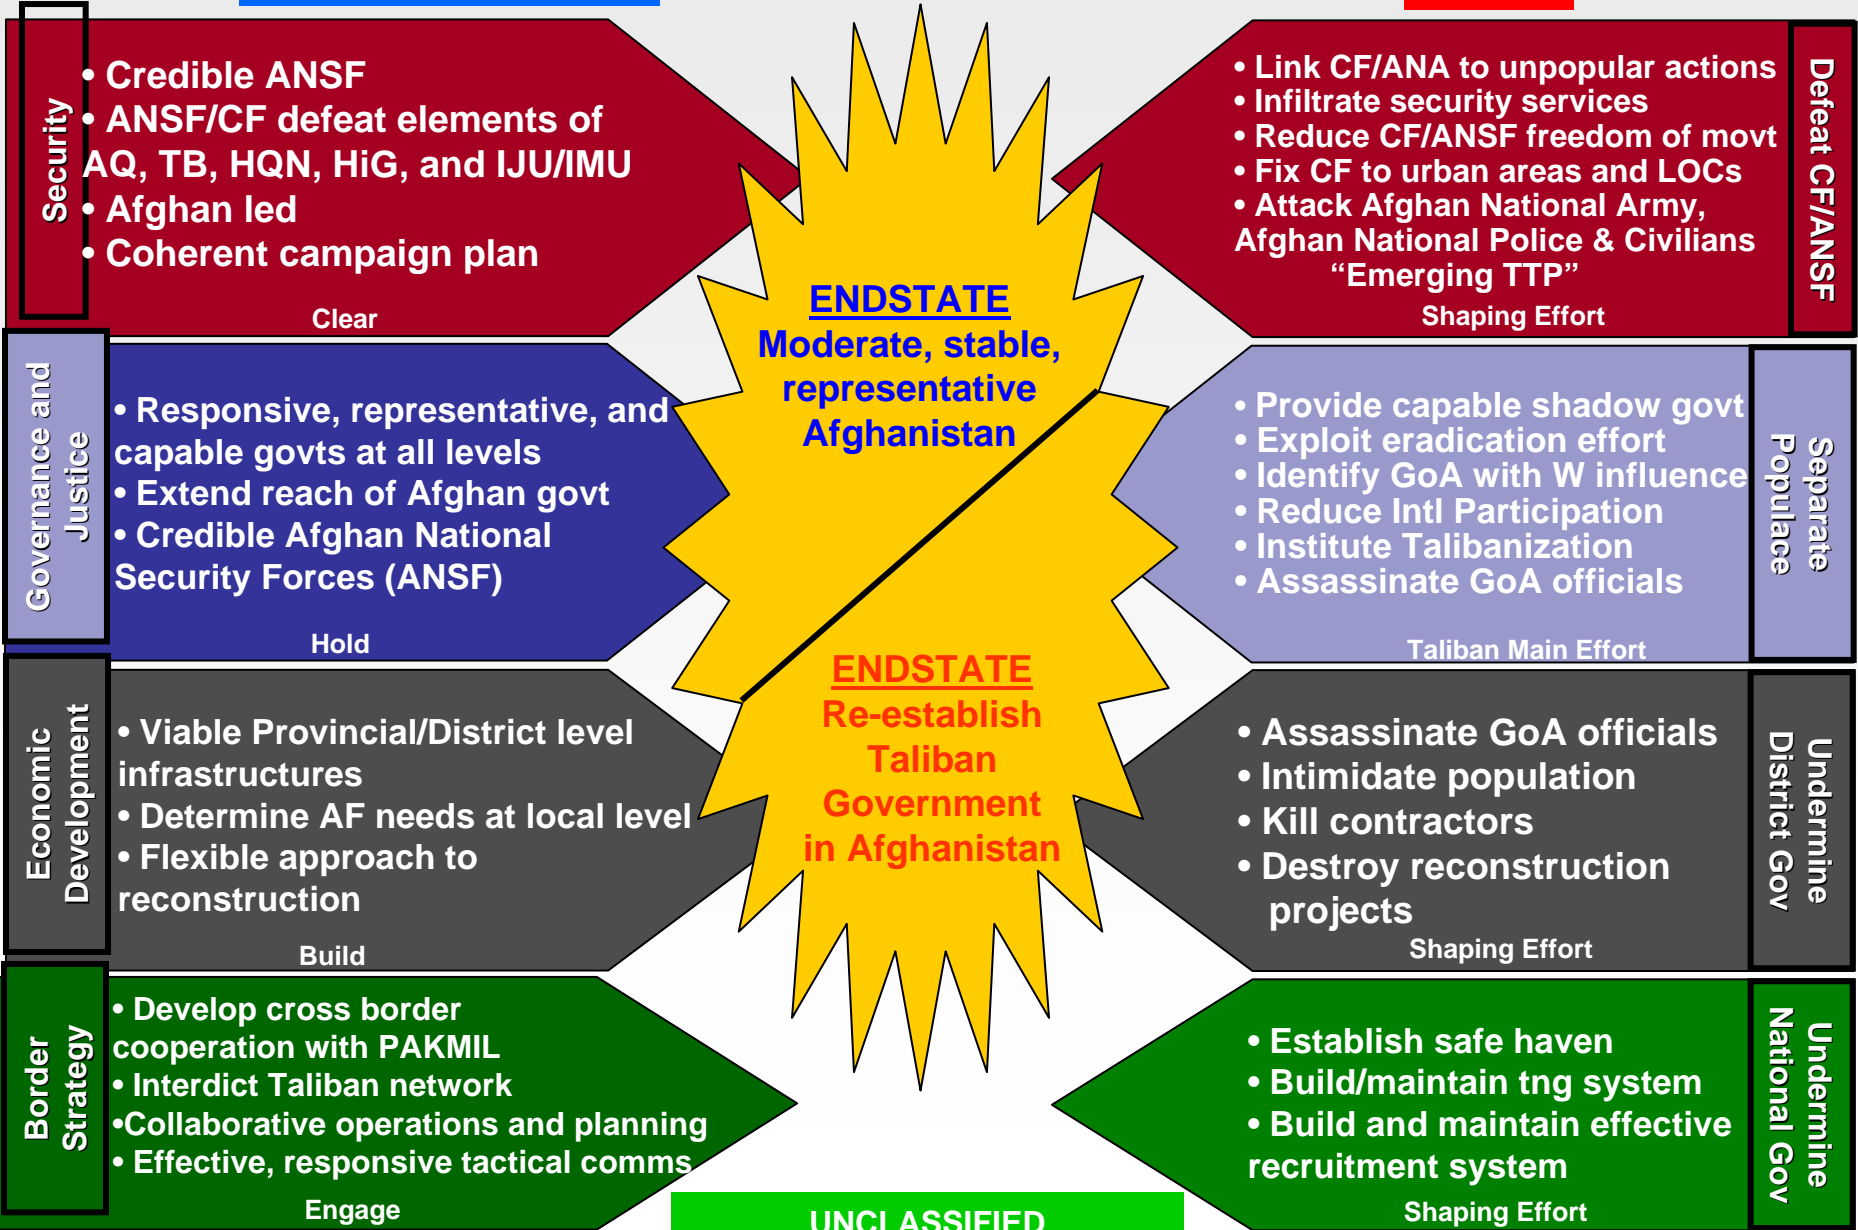 Security
• Credible ANSF
• ANSF/CF defeat elements of
AQ, TB, HQN, HiG, and IJU/IMU
• Afghan led
• Coherent campaign plan
Clear
Governance and
Justice
• Responsive, representative, and
capable govts at all levels
• Extend reach of Afghan govt
• Credible Afghan National
Security Forces (ANSF)
Hold
Economic
Development
• Viable Provincial/District level
infrastructures
• Determine AF needs at local level
• Flexible approach to
reconstruction
Build
Border
Strategy
• Develop cross border
cooperation with PAKMIL
• Interdict Taliban network
•Collaborative operations and planning
• Effective, responsive tactical comms
Engage
ENDSTATE
Moderate, stable,
representative
Afghanistan
ENDSTATE
Re-establish
Taliban
Government
in Afghanistan
• Link CF/ANA to unpopular actions
• Infiltrate security services
• Reduce CF/ANSF freedom of movt
• Fix CF to urban areas and LOCs
• Attack Afghan National Army,
Afghan National Police & Civilians
“Emerging TTP”
Shaping Effort
Defeat CF/ANSF
• Provide capable shadow govt
• Exploit eradication effort
• Identify GoA with W influence
• Reduce Intl Participation
• Institute Talibanization
• Assassinate GoA officials
Taliban Main Effort
Separate
Populace
• Assassinate GoA officials
• Intimidate population
• Kill contractors
• Destroy reconstruction
projects
Shaping Effort
Undermine
District Gov
• Establish safe haven
• Build/maintain tng system
• Build and maintain effective
recruitment system
Shaping Effort
Undermine
National Gov
UNCLASSIFIED